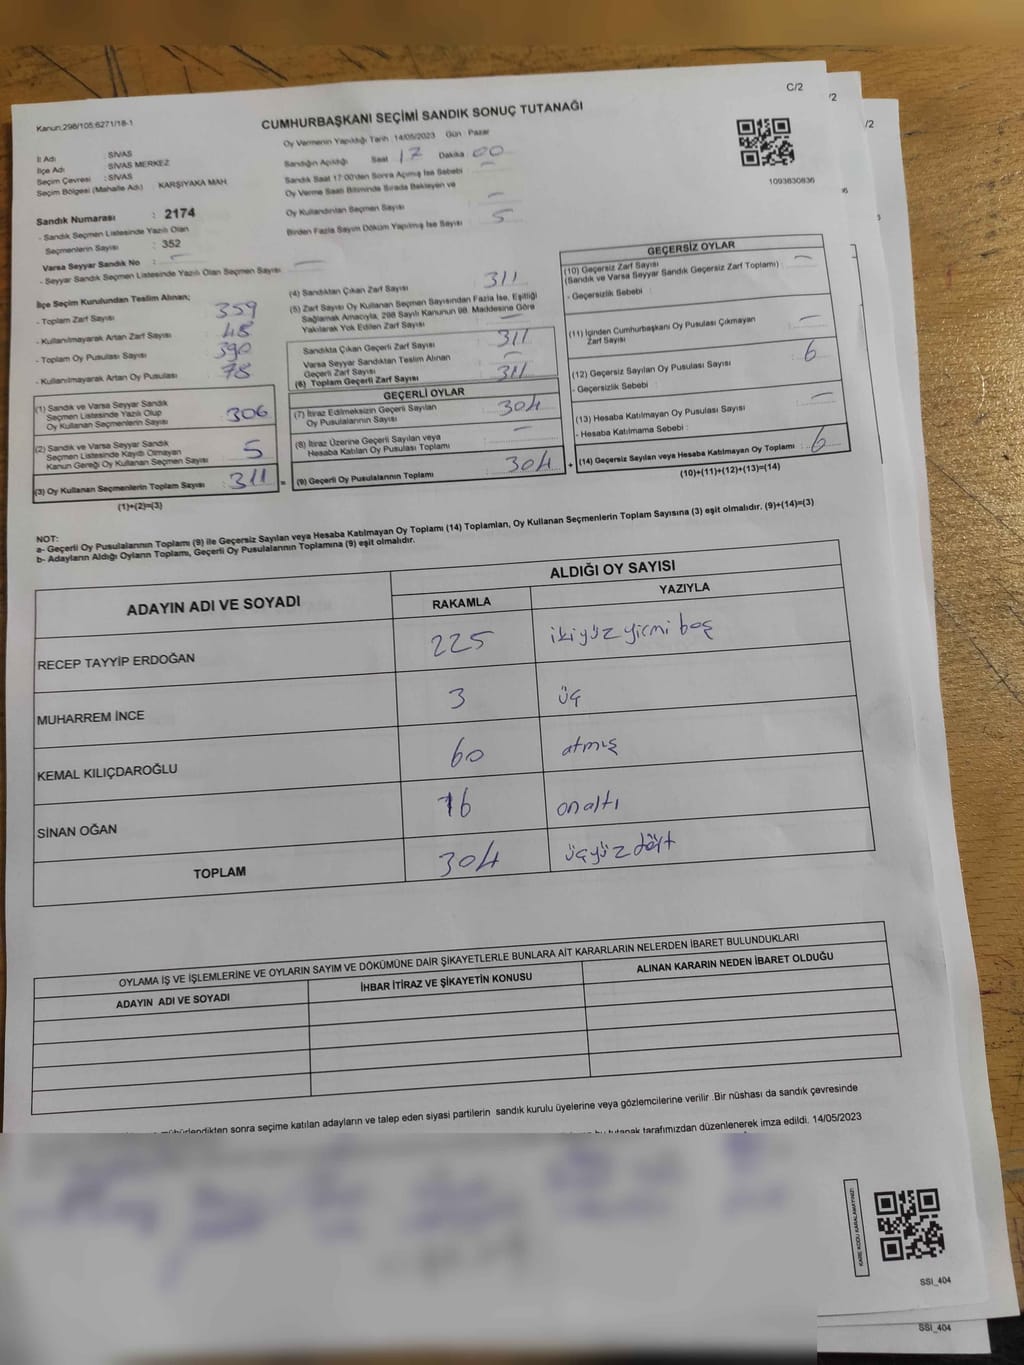 C/2
/2
/2
Kanun;298/105;6271/18-1
CUMHURBAŞKANI SEÇİMİ SANDIK SONUÇ TUTANAĞI
İl Adı : SİVAS
İlçe Adı : SİVAS MERKEZ
Seçim Çevresi : SİVAS
Seçim Bölgesi (Mahalle Adı) KARŞIYAKA MAH.
Oy Vermenin Yapıldığı Tarih 14/05/2023 Gün Pazar
Sandığın Açıldığı Saat 17 Dakika 00
Sandık Saat 17:00'den Sonra Açımış İse Sebebi
Oy Verme Saati Bitiminde Sırada Bekleyen ve
Oy Kullandırılan Seçmen Sayısı –
Birden Fazla Sayım Döküm Yapılmış İse Sayısı 5
1093630836
Sandık Numarası : 2174
- Sandık Seçmen Listesinde Yazılı Olan
Seçmenlerin Sayısı : 352
Varsa Seyyar Sandık No : –
- Seyyar Sandık Seçmen Listesinde Yazılı Olan Seçmen Sayısı –
İlçe Seçim Kurulundan Teslim Alınan;
- Toplam Zarf Sayısı 359
- Kullanılmayarak Artan Zarf Sayısı 48
- Toplam Oy Pusulası Sayısı 390
- Kullanılmayarak Artan Oy Pusulası 78
(1) Sandık ve Varsa Seyyar Sandık
Seçmen Listesinde Yazılı Olup
Oy Kullanan Seçmenlerin Sayısı 306
(2) Sandık ve Varsa Seyyar Sandık
Seçmen Listesinde Kaydı Olmayan
Kanun Gereği Oy Kullanan Seçmen Sayısı 5
(3) Oy Kullanan Seçmenlerin Toplam Sayısı : 311 =
(1)+(2)=(3)
(4) Sandıktan Çıkan Zarf Sayısı 311
(5) Zarf Sayısı Oy Kullanan Seçmen Sayısından Fazla İse, Eşitliği
Sağlamak Amacıyla, 298 Sayılı Kanunun 98. Maddesine Göre
Yakılarak Yok Edilen Zarf Sayısı –
Sandıkta Çıkan Geçerli Zarf Sayısı 311
Varsa Seyyar Sandıktan Teslim Alınan
Geçerli Zarf Sayısı –
(6) Toplam Geçerli Zarf Sayısı 311
GEÇERLİ OYLAR
(7) İtiraz Edilmeksizin Geçerli Sayılan
Oy Pusulalarının Sayısı : 304
(8) İtiraz Üzerine Geçerli Sayılan veya
Hesaba Katılan Oy Pusulası Toplamı –
(9) Geçerli Oy Pusulalarının Toplamı : 304 +
GEÇERSİZ OYLAR
(10) Geçersiz Zarf Sayısı –
(Sandık ve Varsa Seyyar Sandık Geçersiz Zarf Toplamı)
- Geçersizlik Sebebi :
(11) İçinden Cumhurbaşkanı Oy Pusulası Çıkmayan
Zarf Sayısı –
(12) Geçersiz Sayılan Oy Pusulası Sayısı 6
- Geçersizlik Sebebi :
(13) Hesaba Katılmayan Oy Pusulası Sayısı –
- Hesaba Katılmama Sebebi :
(14) Geçersiz Sayılan veya Hesaba Katılmayan Oy Toplamı : 6
(10)+(11)+(12)+(13)=(14)
NOT:
a- Geçerli Oy Pusulalarının Toplamı (9) ile Geçersiz Sayılan veya Hesaba Katılmayan Oy Toplamı (14) Toplamları, Oy Kullanan Seçmenlerin Toplam Sayısına (3) eşit olmalıdır. (9)+(14)=(3)
b- Adayların Aldığı Oyların Toplamı, Geçerli Oy Pusulalarının Toplamına (9) eşit olmalıdır.
ADAYIN ADI VE SOYADI
ALDIĞI OY SAYISI
RAKAMLA YAZIYLA
RECEP TAYYİP ERDOĞAN 225 ikiyüz yirmi beş
MUHARREM İNCE 3 üç
KEMAL KILIÇDAROĞLU 60 atmış
SİNAN OĞAN 16 onaltı
TOPLAM 304 üçyüz dört
OYLAMA İŞ VE İŞLEMLERİNE VE OYLARIN SAYIM VE DÖKÜMÜNE DAİR ŞİKAYETLERLE BUNLARA AİT KARARLARIN NELERDEN İBARET BULUNDUKLARI
ADAYIN ADI VE SOYADI
İHBAR İTİRAZ VE ŞİKAYETİN KONUSU
ALINAN KARARIN NEDEN İBARET OLDUĞU
mühürlendikten sonra seçime katılan adayların ve talep eden siyasi partilerin sandık kurulu üyelerine veya gözlemcilerine verilir .Bir nüshası da sandık çevresinde
bu tutanak tarafımızdan düzenlenerek imza edildi. 14/05/2023
KARE KODU KARALAMAYINIZ!
SSI_404
SSI_404